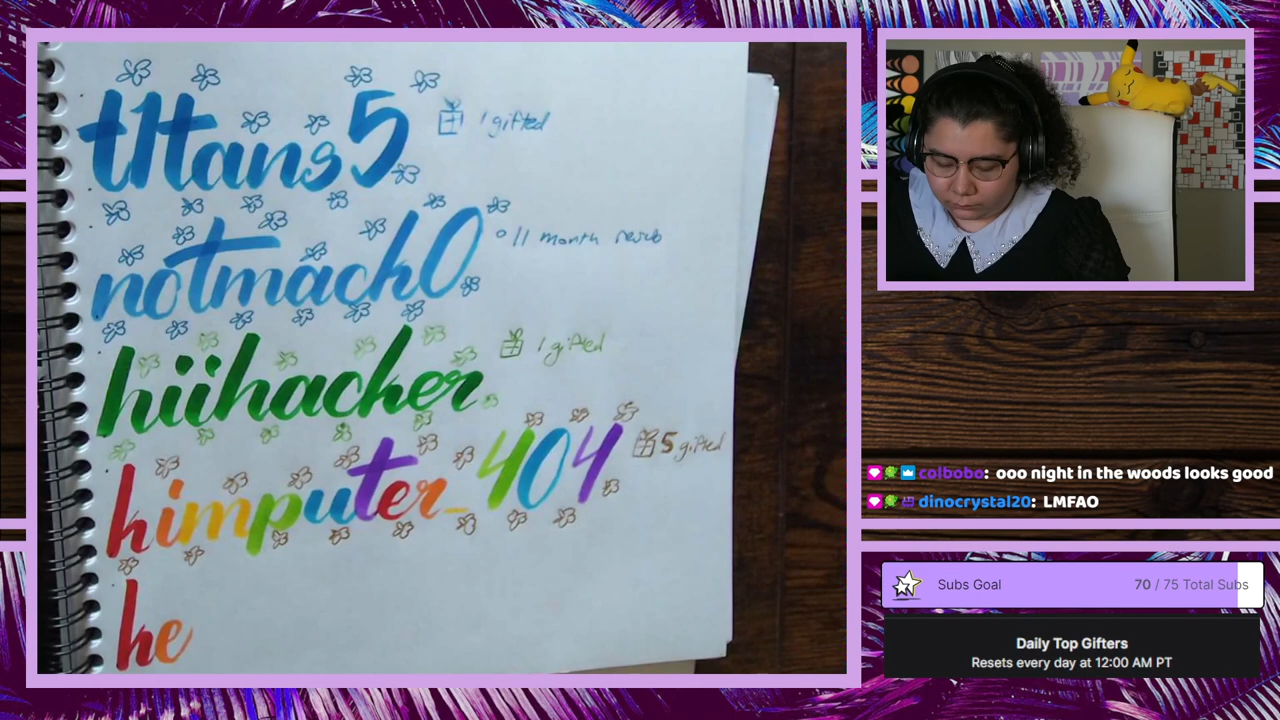 t1tans5 1 gifted
notmach0 11 month resub
hiihacker 1 gifted
himputer_404 5 gifted
he
colbobo: ooo night in the woods looks good
dinocrystal20: LMFAO
Subs Goal 70 / 75 Total Subs
Daily Top Gifters
Resets every day at 12:00 AM PT